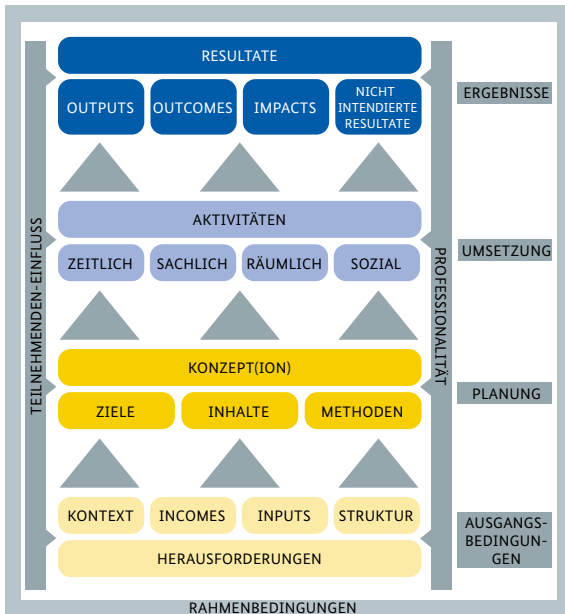 RESULTATE
OUTPUTS
OUTCOMES
IMPACTS
NICHT
INTENDIERTE
RESULTATE
ERGEBNISSE
AKTIVITÄTEN
ZEITLICH
SACHLICH
RÄUMLICH
SOZIAL
UMSETZUNG
TEILNEHMENDEN-EINFLUSS
PROFESSIONALITÄT
KONZEPT(ION)
ZIELE
INHALTE
METHODEN
PLANUNG
KONTEXT
INCOMES
INPUTS
STRUKTUR
HERAUSFORDERUNGEN
AUSGANGS-
BEDINGUN-
GEN
RAHMENBEDINGUNGEN